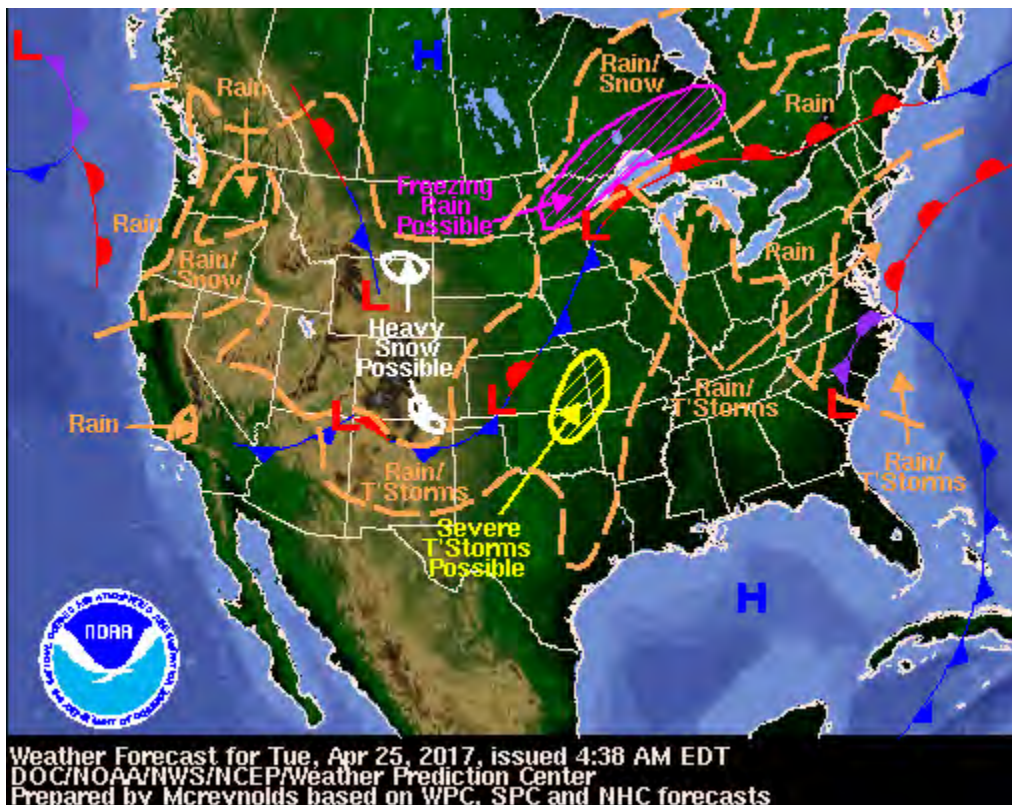 L
H
Rain
Rain/
Snow
Rain
Freezing
Rain
Possible
Rain
Rain/
Snow
L
Rain
L
Heavy
Snow
Possible
L
L
L
Rain/
T'Storms
Rain
Rain/
T'Storms
Rain/
T'Storms
Severe
T'Storms
Possible
H
NOAA
Weather Forecast for Tue, Apr 25, 2017, issued 4:38 AM EDT
DOC/NOAA/NWS/NCEP/Weather Prediction Center
Prepared by Mcreynolds based on WPC, SPC and NHC forecasts